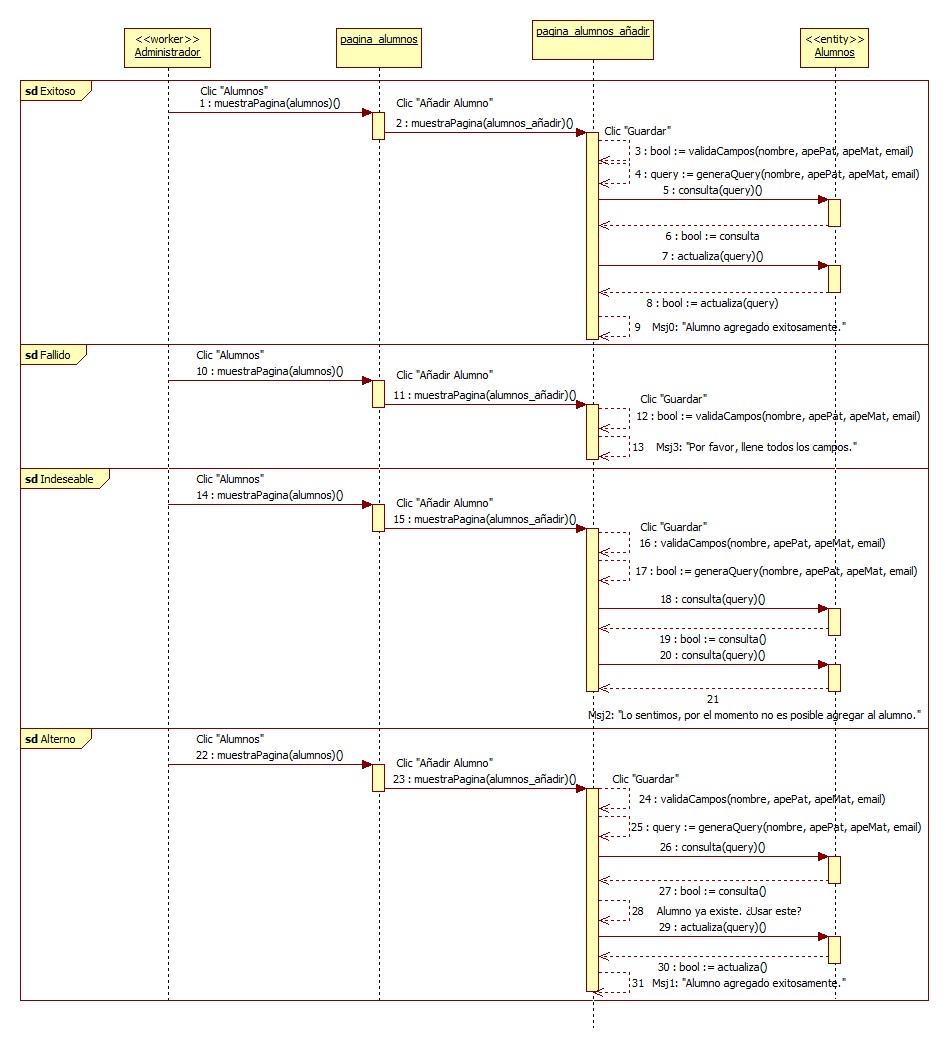 <<worker>>
Administrador
pagina_alumnos
pagina_alumnos_añadir
<<entity>>
Alumnos
sd Exitoso
Clic "Alumnos"
1 : muestraPagina(alumnos)()
Clic "Añadir Alumno"
2 : muestraPagina(alumnos_añadir)()
Clic "Guardar"
3 : bool := validaCampos(nombre, apePat, apeMat, email)
4 : query := generaQuery(nombre, apePat, apeMat, email)
5 : consulta(query)()
6 : bool := consulta
7 : actualiza(query)()
8 : bool := actualiza(query)
9 Msj0: "Alumno agregado exitosamente."
sd Fallido
Clic "Alumnos"
10 : muestraPagina(alumnos)()
Clic "Añadir Alumno"
11 : muestraPagina(alumnos_añadir)()
Clic "Guardar"
12 : bool := validaCampos(nombre, apePat, apeMat, email)
13 Msj3: "Por favor, llene todos los campos."
sd Indeseable
Clic "Alumnos"
14 : muestraPagina(alumnos)()
Clic "Añadir Alumno"
15 : muestraPagina(alumnos_añadir)()
Clic "Guardar"
16 : validaCampos(nombre, apePat, apeMat, email)
17 : bool := generaQuery(nombre, apePat, apeMat, email)
18 : consulta(query)()
19 : bool := consulta()
20 : consulta(query)()
21
Msj2: "Lo sentimos, por el momento no es posible agregar al alumno."
sd Alterno
Clic "Alumnos"
22 : muestraPagina(alumnos)()
Clic "Añadir Alumno"
23 : muestraPagina(alumnos_añadir)()
Clic "Guardar"
24 : validaCampos(nombre, apePat, apeMat, email)
25 : query := generaQuery(nombre, apePat, apeMat, email)
26 : consulta(query)()
27 : bool := consulta()
28 Alumno ya existe. ¿Usar este?
29 : actualiza(query)()
30 : bool := actualiza()
31 Msj1: "Alumno agregado exitosamente."